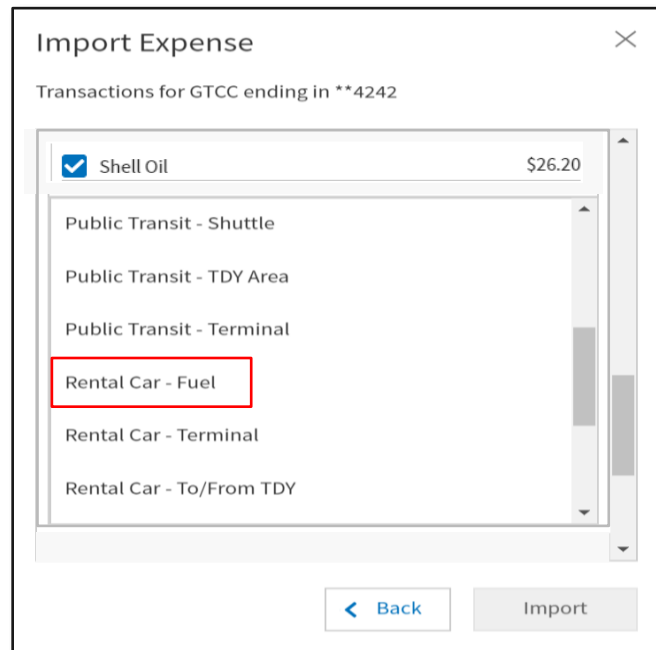 Import Expense
Transactions for GTCC ending in **4242
Shell Oil $26.20
Public Transit - Shuttle
Public Transit - TDY Area
Public Transit - Terminal
Rental Car - Fuel
Rental Car - Terminal
Rental Car - To/From TDY
Back Import